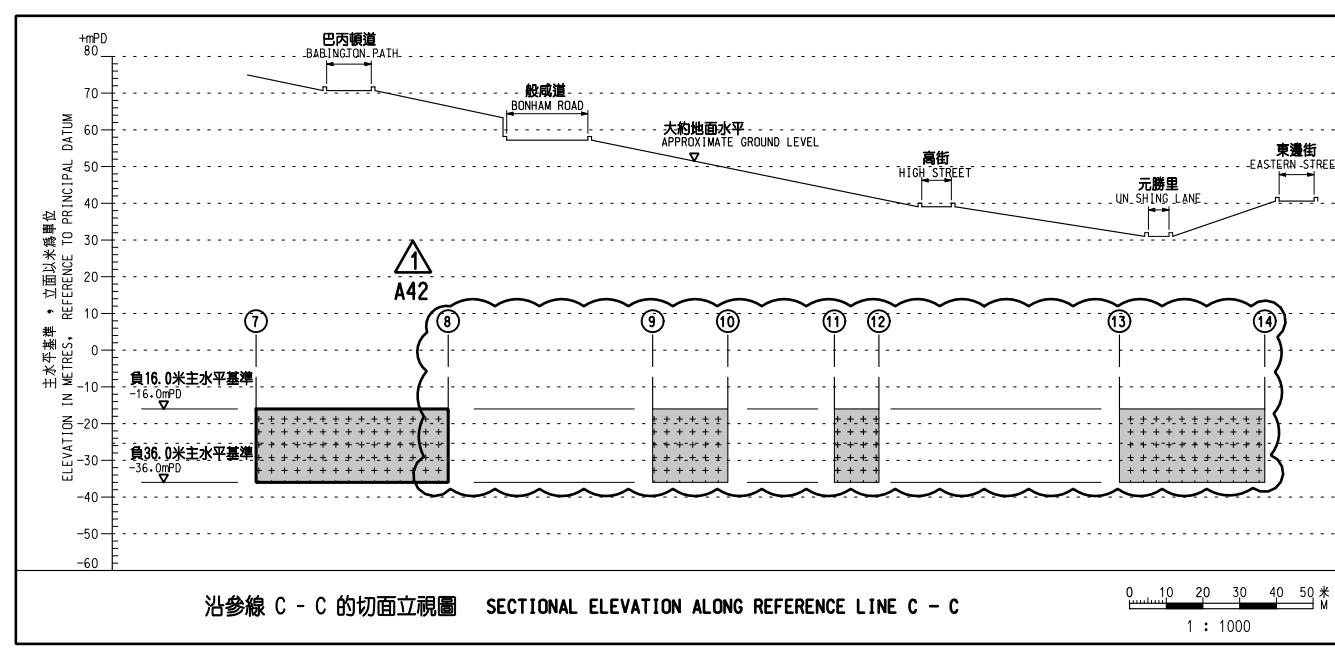 +mPD
80
70
60
50
40
30
20
10
0
-10
-20
-30
-40
-50
-60
主水平基準 , 立面以米爲單位
ELEVATION IN METRES, REFERENCE TO PRINCIPAL DATUM
巴丙頓道
BABINGTON PATH
般咸道
BONHAM ROAD
大約地面水平
APPROXIMATE GROUND LEVEL
高街
HIGH STREET
元勝里
UN SHING LANE
東邊街
EASTERN STREE
1
A42
7
8
9
10
11
12
13
14
負16.0米主水平基準
-16.0mPD
負36.0米主水平基準
-36.0mPD
沿參線 C - C 的切面立視圖 SECTIONAL ELEVATION ALONG REFERENCE LINE C - C
0 10 20 30 40 50 米
M
1 : 1000